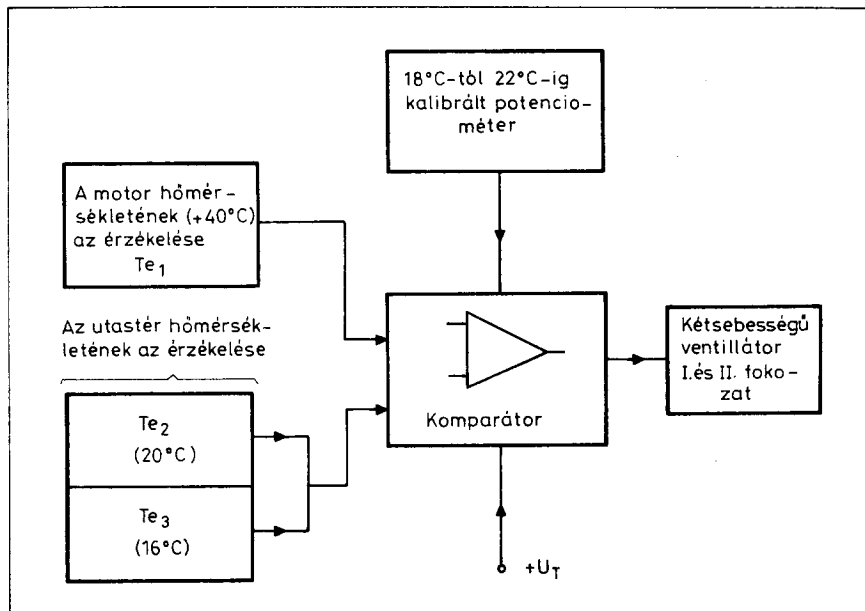 18°C-tól 22°C-ig
kalibrált potencio-
méter
A motor hőmér-
sékletének (+40°C)
az érzékelése
Te₁
Az utastér hőmérsék-
letének az érzékelése
Te₂
(20°C)
Te₃
(16°C)
Komparátor
Kétsebességű
ventillátor
I.és II. foko-
zat
+U_T